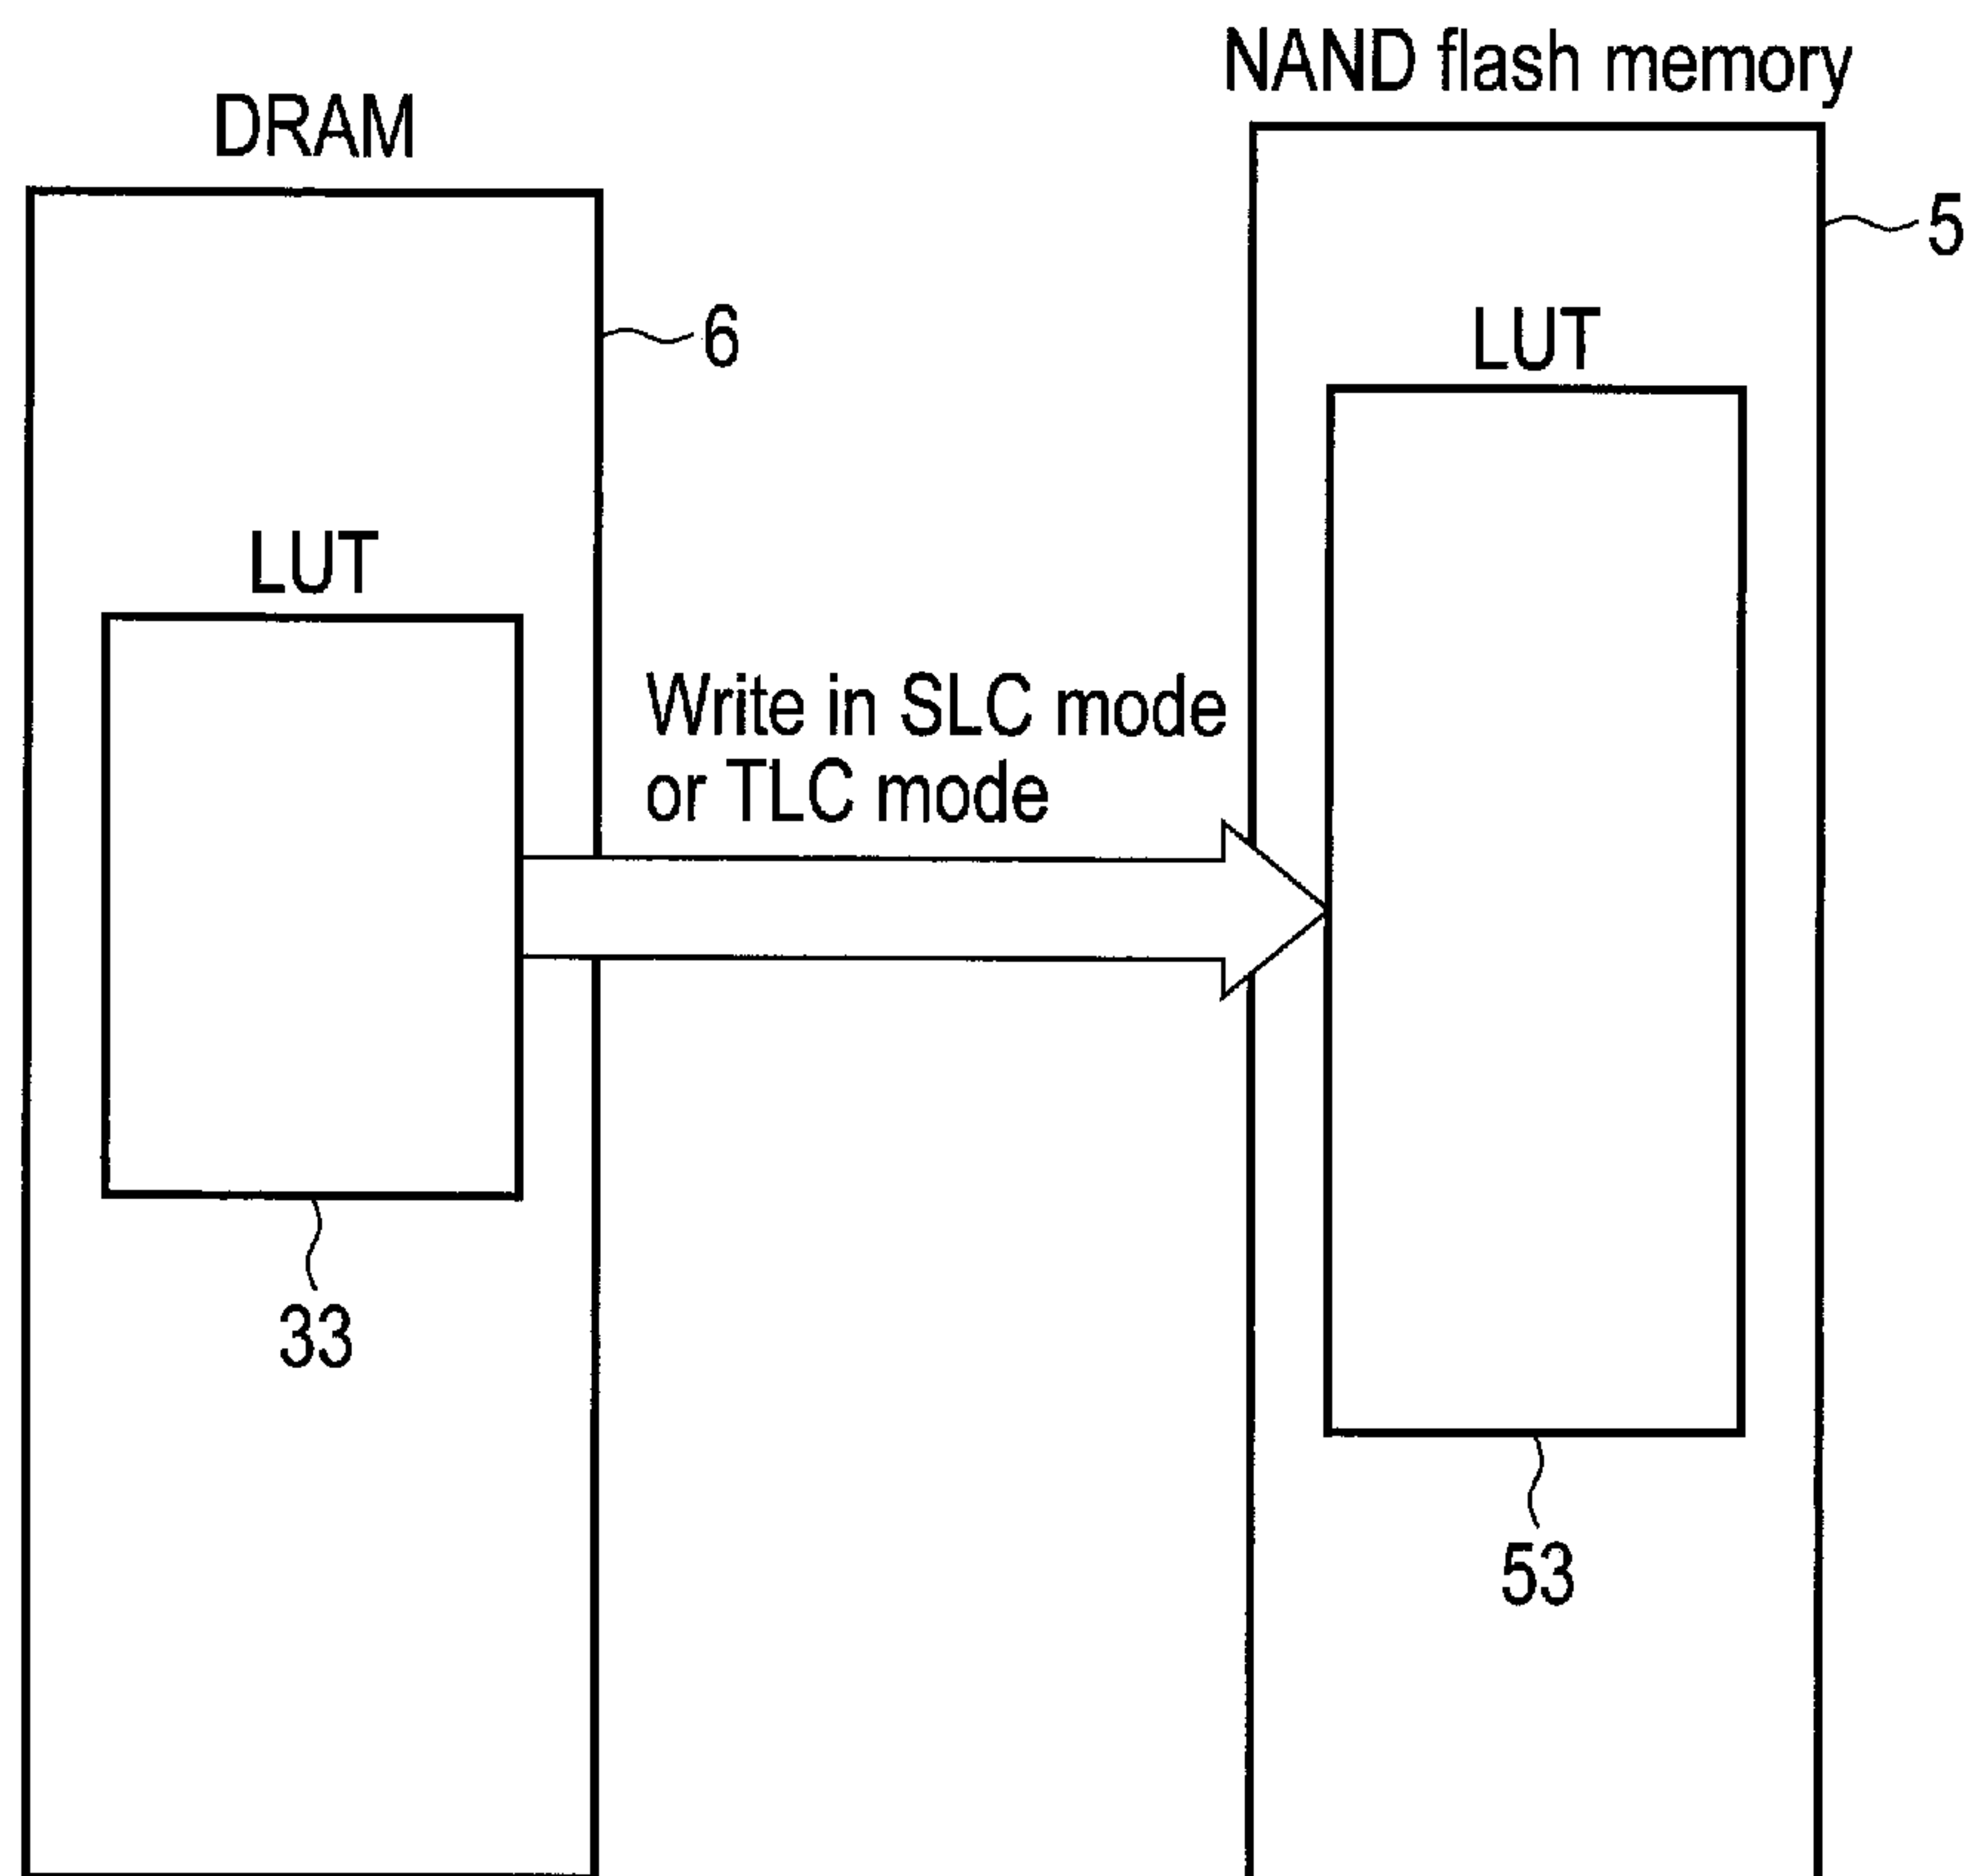 NAND flash memory
DRAM
5
6
LUT
LUT
Write in SLC mode
or TLC mode
33
53